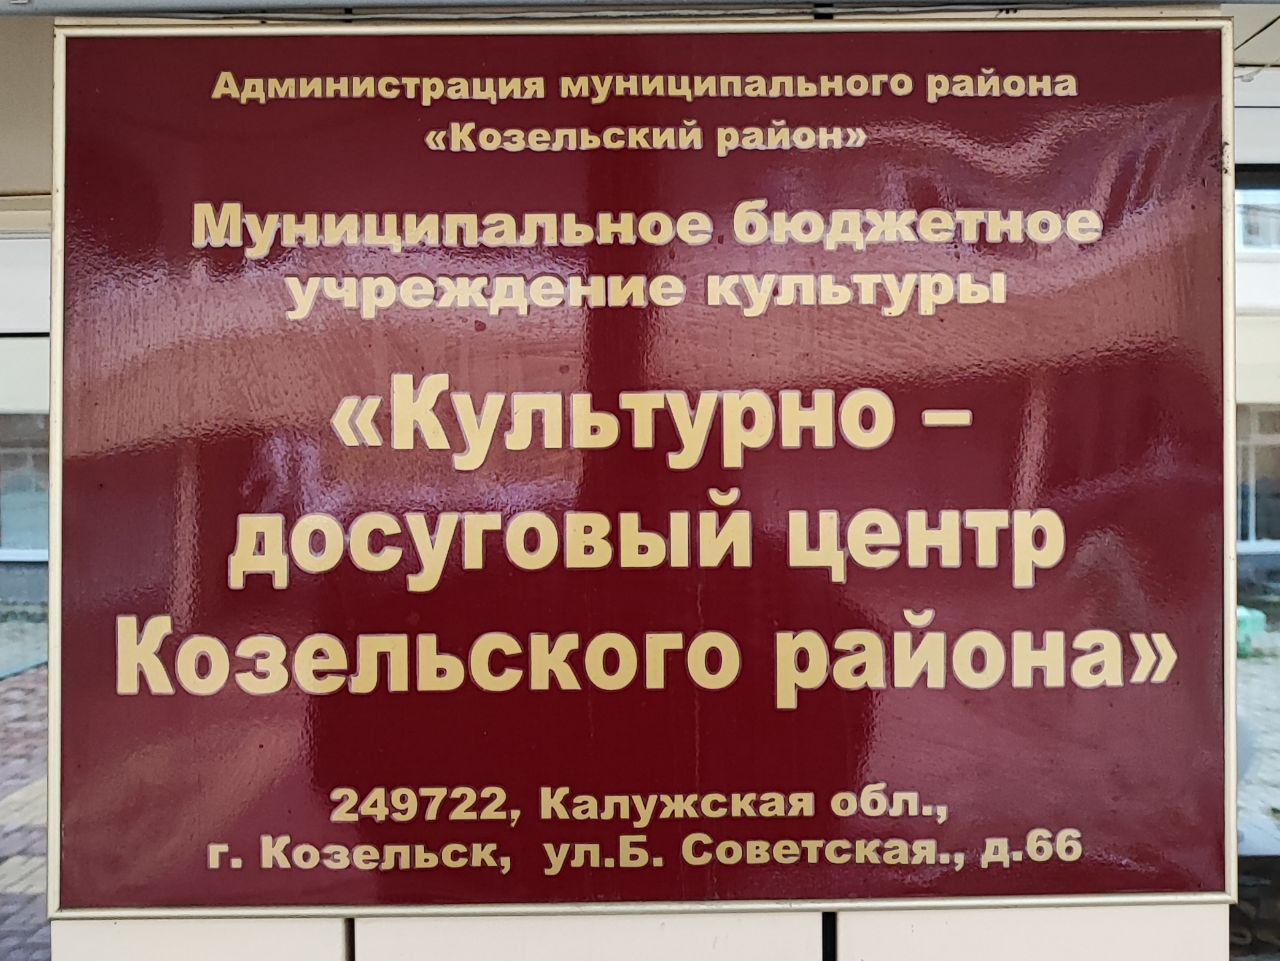 Администрация муниципального района
«Козельский район»
Муниципальное бюджетное
учреждение культуры
«Культурно –
досуговый центр
Козельского района»
249722, Калужская обл.,
г. Козельск, ул.Б. Советская., д.66